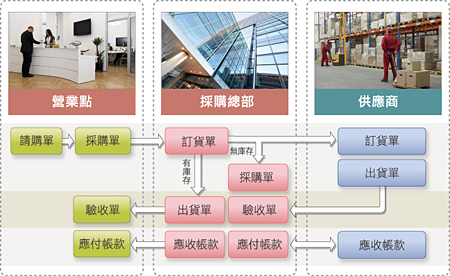 營業點
採購總部
供應商
請購單
採購單
訂貨單
無庫存
訂貨單
有庫存
採購單
出貨單
驗收單
出貨單
驗收單
應付帳款
應收帳款
應付帳款
應收帳款